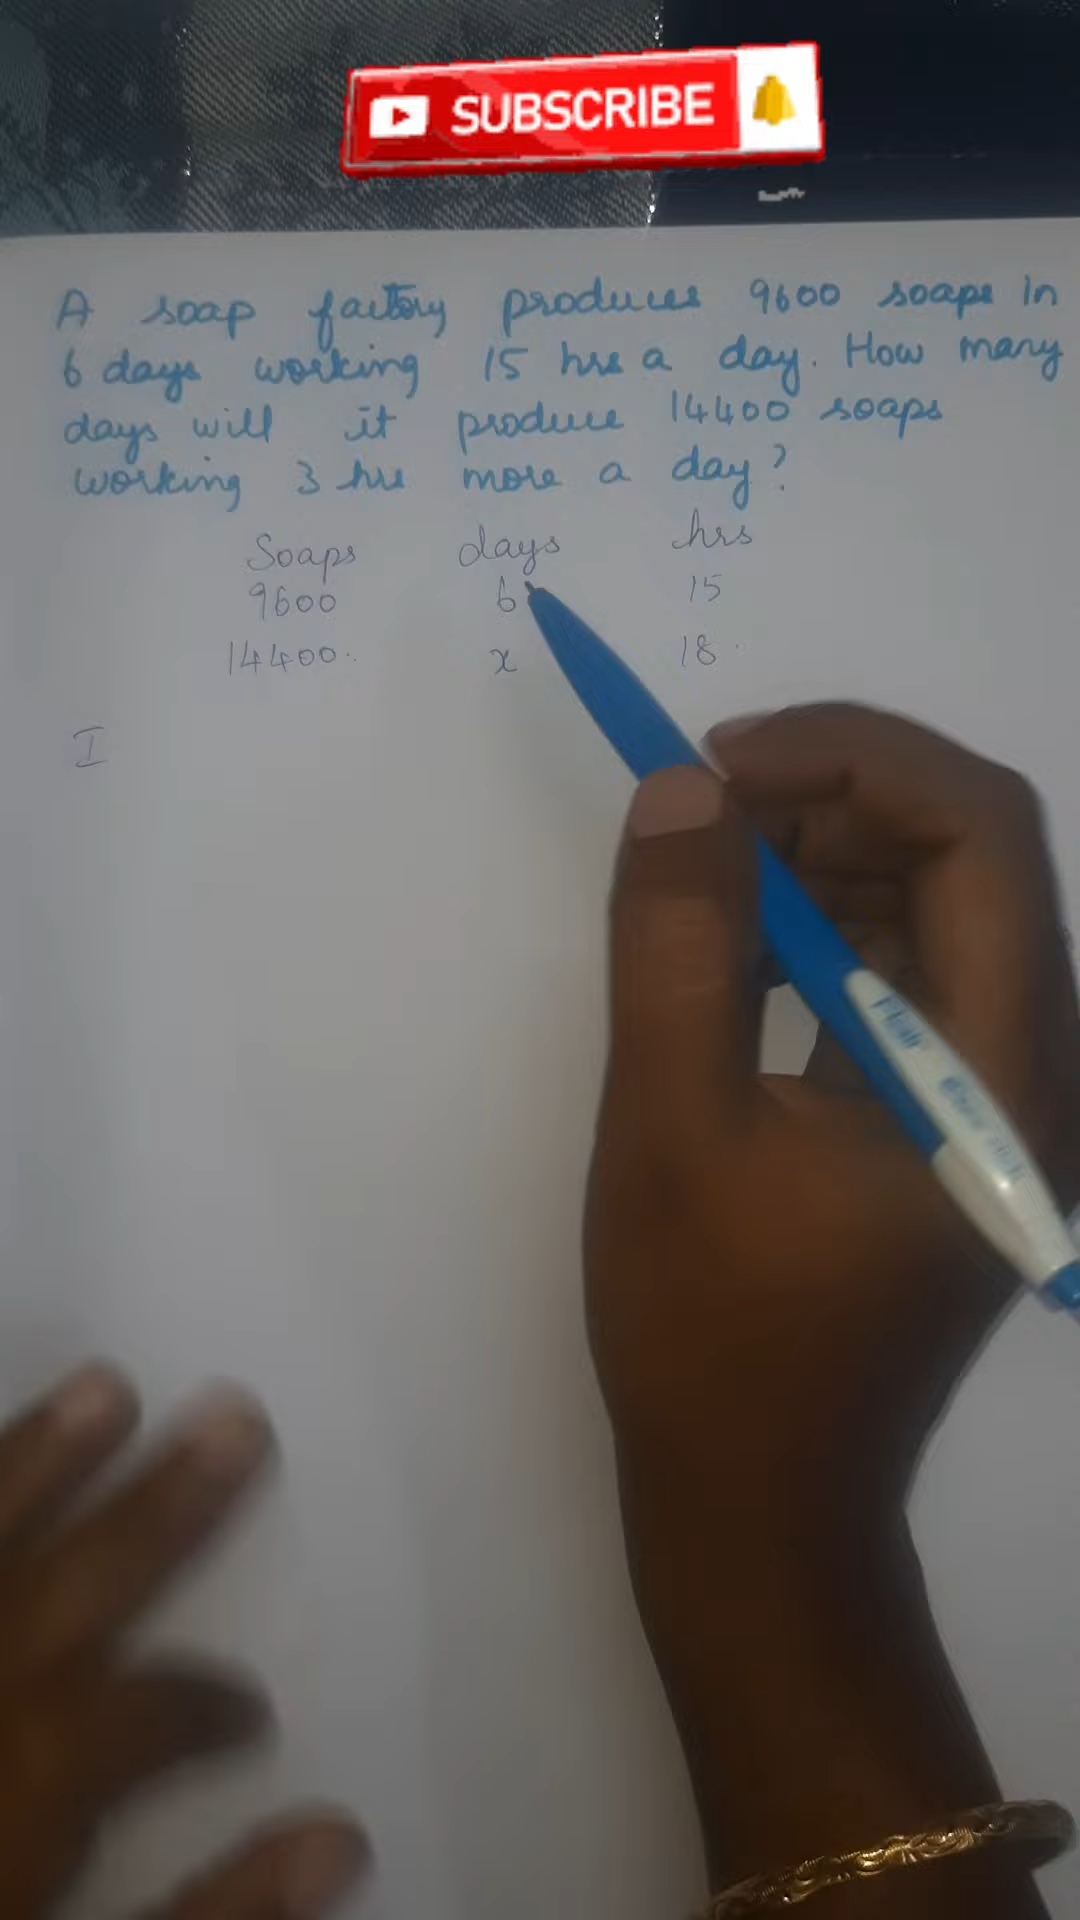 SUBSCRIBE
A soap factory produces 9600 soaps in
6 days working 15 hrs a day. How many
days will it produce 14400 soaps
working 3 hrs more a day?
Soaps days hrs
9600 6 15
14400. x 18.
I
Flair